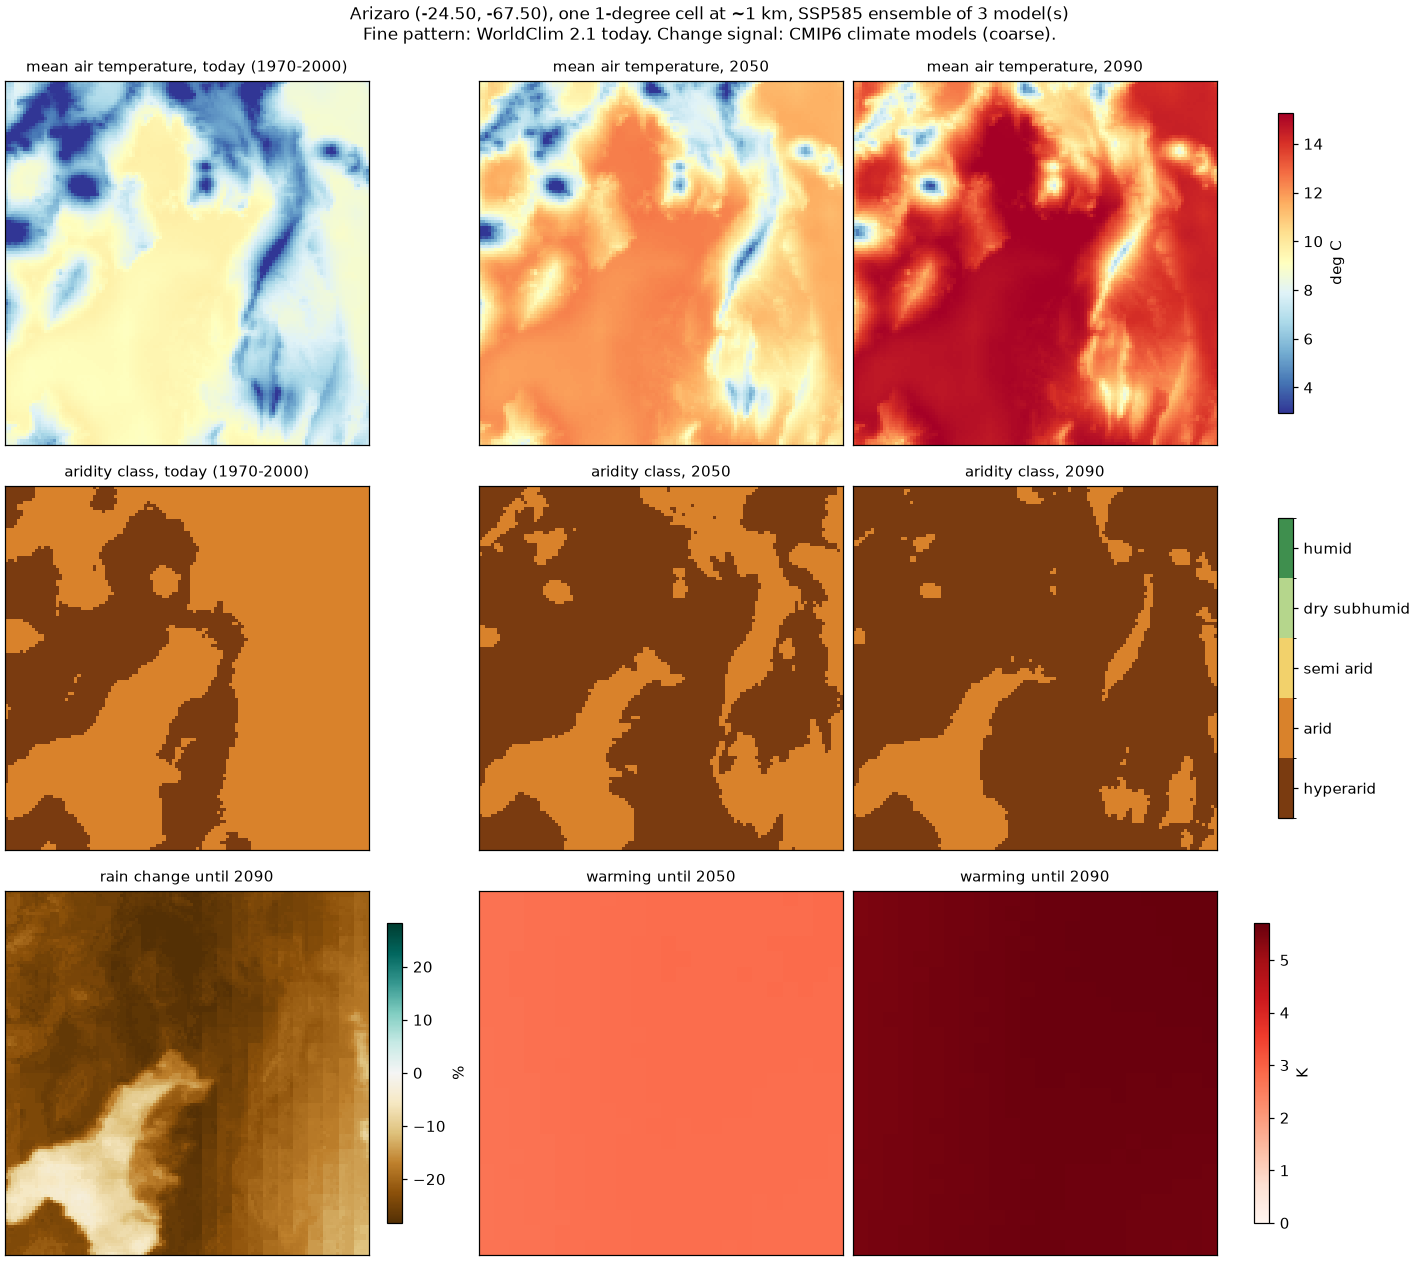 Arizaro (-24.50, -67.50), one 1-degree cell at ~1 km, SSP585 ensemble of 3 model(s)
Fine pattern: WorldClim 2.1 today. Change signal: CMIP6 climate models (coarse).
mean air temperature, today (1970-2000)
mean air temperature, 2050
mean air temperature, 2090
14
12
10
8
6
4
deg C
aridity class, today (1970-2000)
aridity class, 2050
aridity class, 2090
humid
dry subhumid
semi arid
arid
hyperarid
rain change until 2090
20
10
0
−10
−20
%
warming until 2050
warming until 2090
5
4
3
2
1
0
K